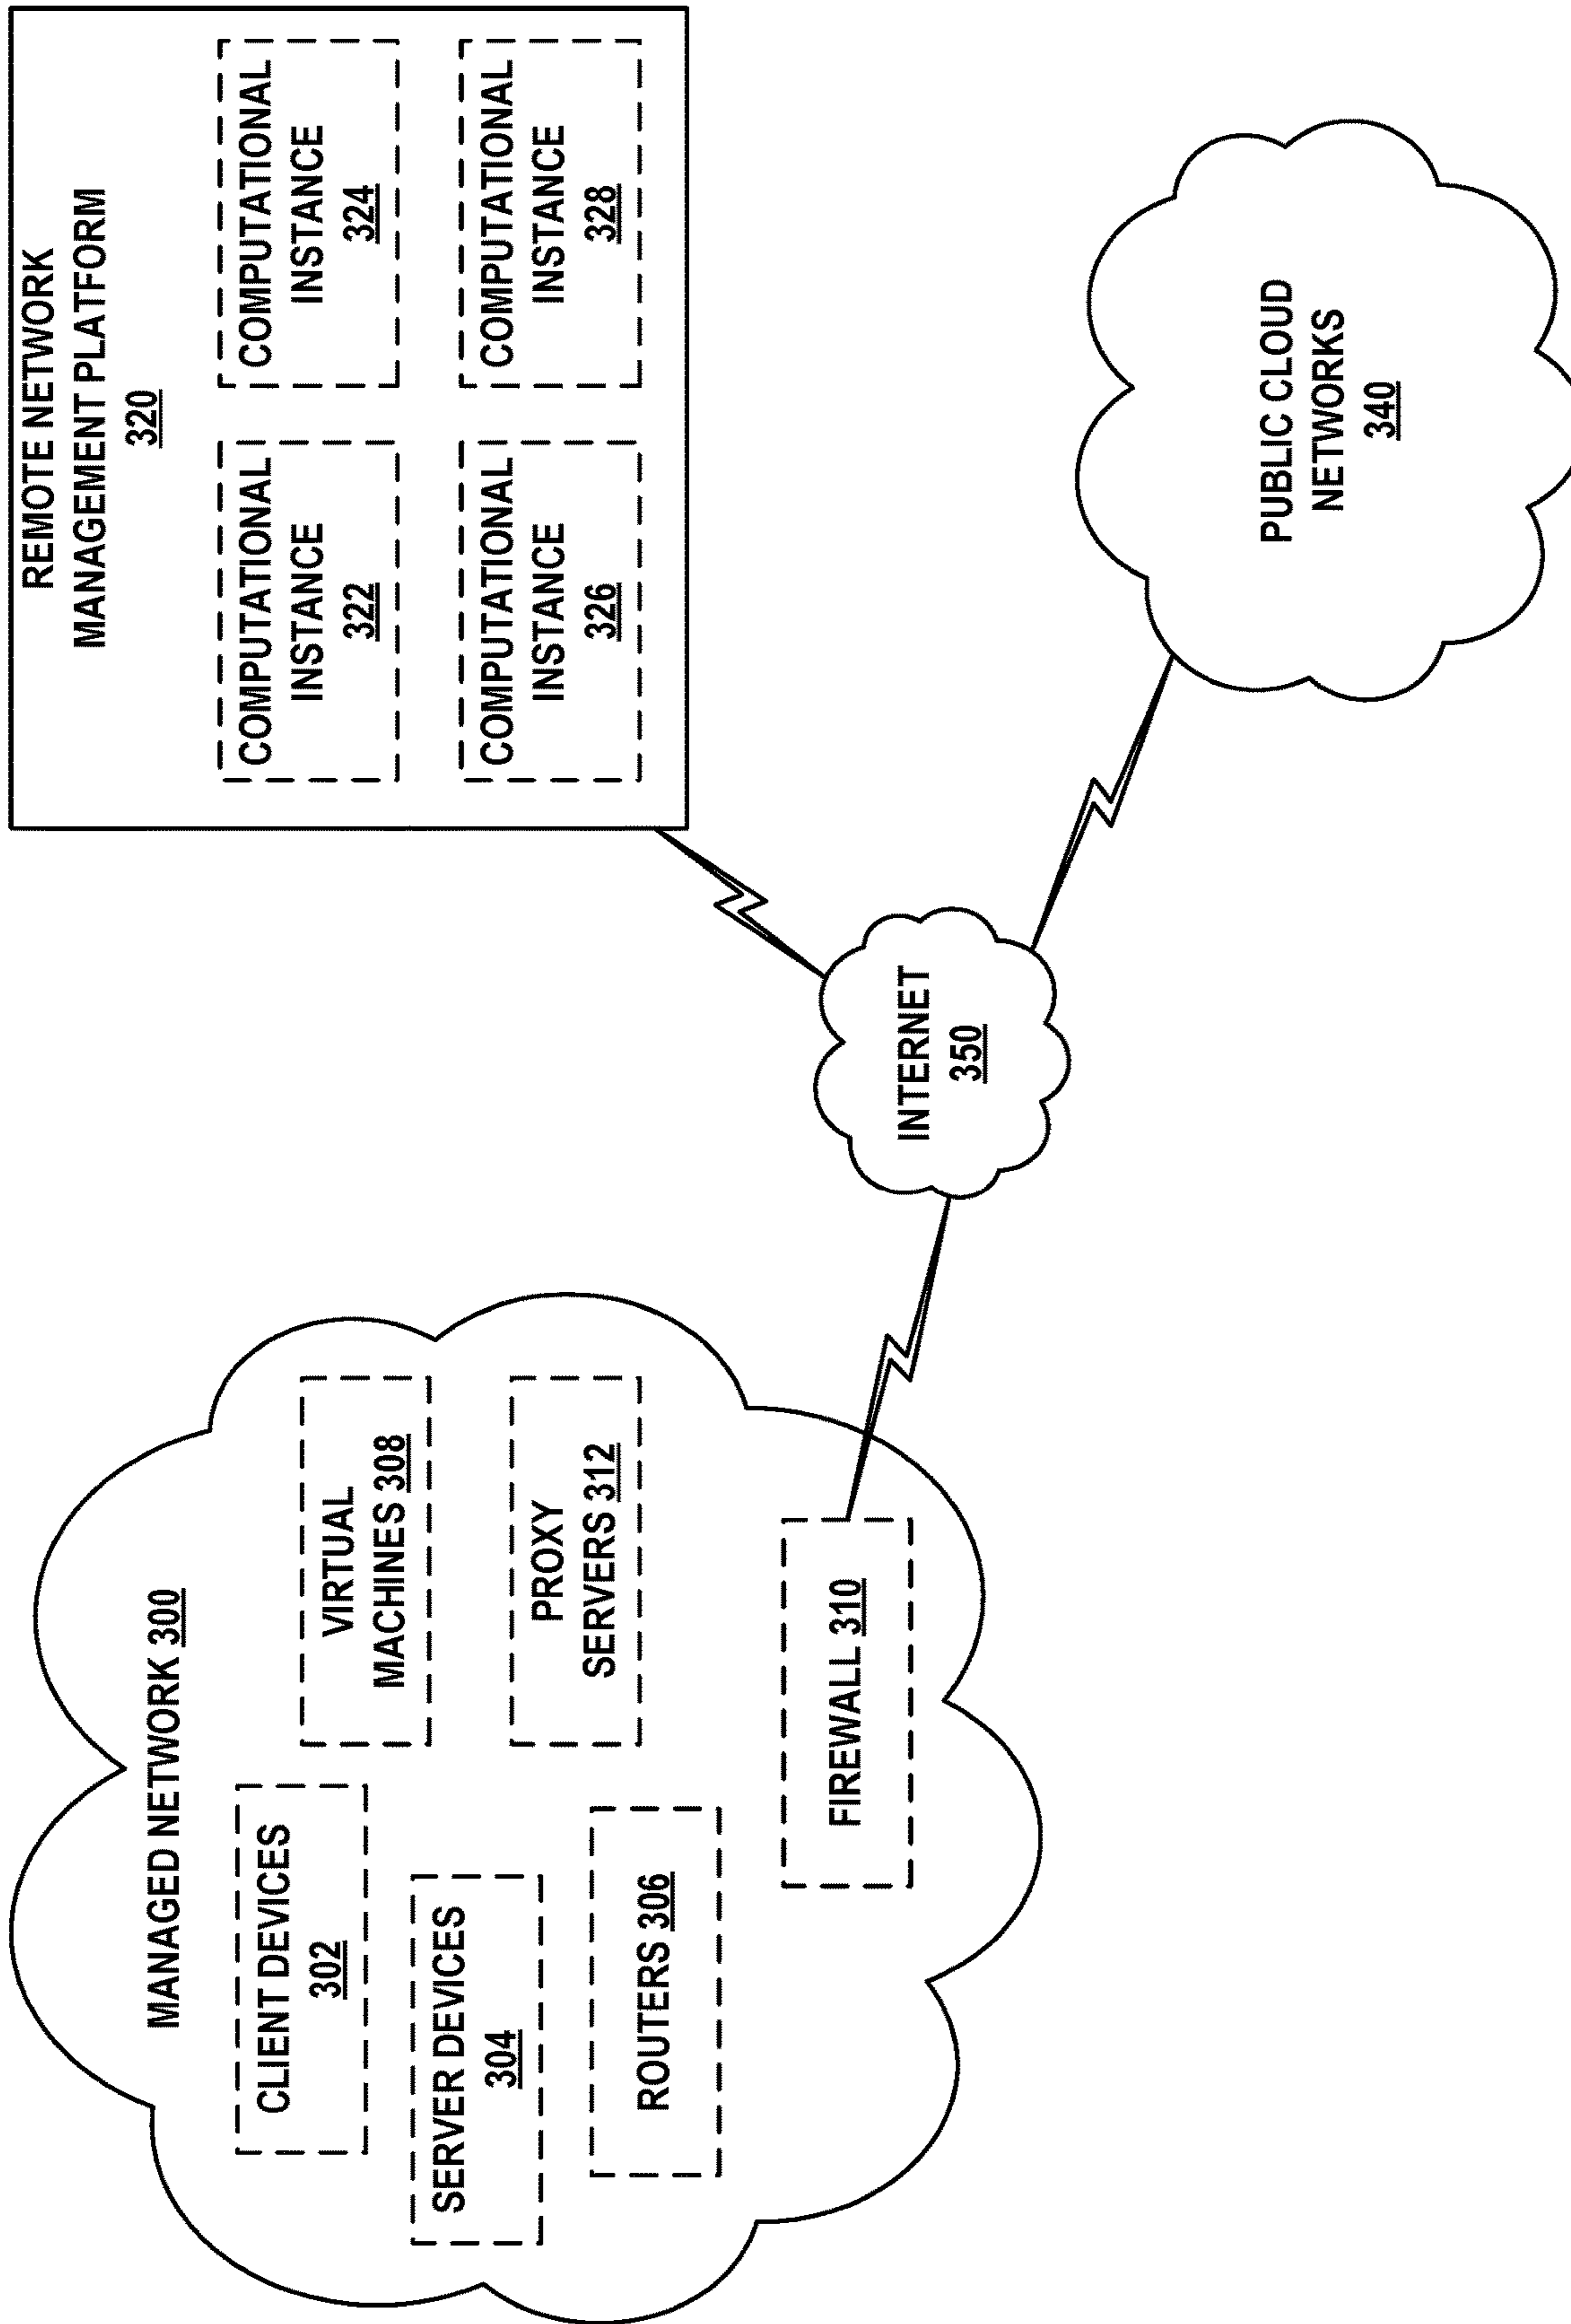 MANAGED NETWORK 300
CLIENT DEVICES
302
SERVER DEVICES
304
ROUTERS 306
VIRTUAL
MACHINES 308
PROXY
SERVERS 312
FIREWALL 310
INTERNET
350
REMOTE NETWORK
MANAGEMENT PLATFORM
320
COMPUTATIONAL
INSTANCE
322
COMPUTATIONAL
INSTANCE
324
COMPUTATIONAL
INSTANCE
326
COMPUTATIONAL
INSTANCE
328
PUBLIC CLOUD
NETWORKS
340